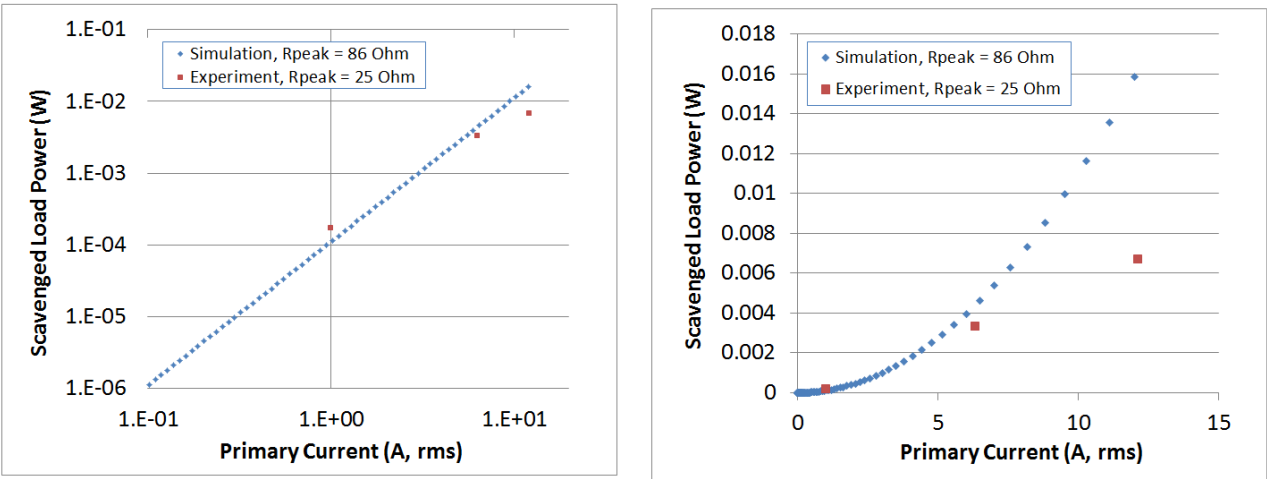 1.E-01
1.E-02
1.E-03
1.E-04
1.E-05
1.E-06
Scavenged Load Power (W)
Simulation, Rpeak = 86 Ohm
Experiment, Rpeak = 25 Ohm
1.E-01 1.E+00 1.E+01
Primary Current (A, rms)
0.018
0.016
0.014
0.012
0.01
0.008
0.006
0.004
0.002
0
Scavenged Load Power (W)
Simulation, Rpeak = 86 Ohm
Experiment, Rpeak = 25 Ohm
0 5 10 15
Primary Current (A, rms)